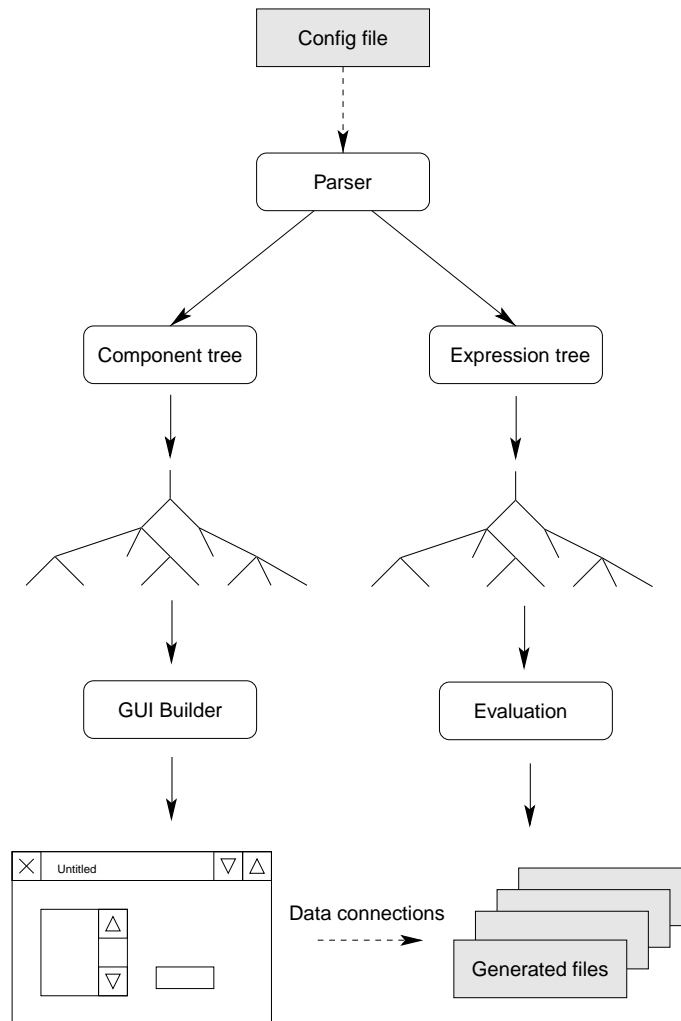 Config file
Parser
Component tree
Expression tree
GUI Builder
Evaluation
Untitled
Data connections
Generated files